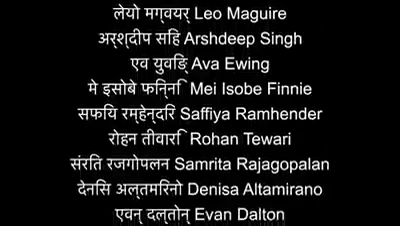 लेयो मग्वयर् Leo Maguire
अर्श्दीप सहि Arshdeep Singh
एव युवङि Ava Ewing
मे इसोबे फन्नि Mei Isobe Finnie
सफयि रम्हेन्दरि Saffiya Ramhender
रोहन तीवारि Rohan Tewari
संरति रजगोपलन Samrita Rajagopalan
देनसि अल्तमरिनो Denisa Altamirano
एवन् दल्तोन् Evan Dalton